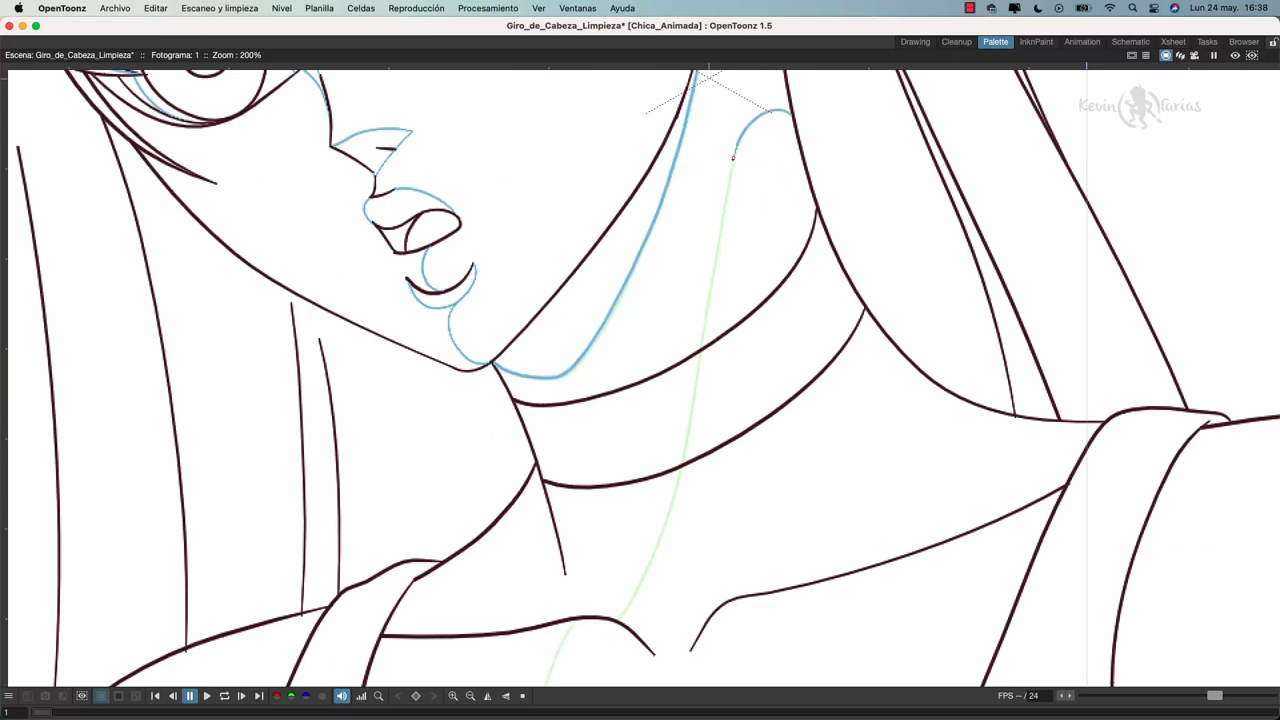 OpenToonz Archivo Editar Escaneo y limpieza Nivel Planilla Celdas Reproducción Procesamiento Ver Ventanas Ayuda Lun 24 may. 16:38
Giro_de_Cabeza_Limpieza* [Chica_Animada] : OpenToonz 1.5
Drawing Cleanup Palette InknPaint Animation Schematic Xsheet Tasks Browser
Escena: Giro_de_Cabeza_Limpieza* :: Fotograma: 1 :: Zoom : 200%
Kevin farias
FPS -- / 24
1